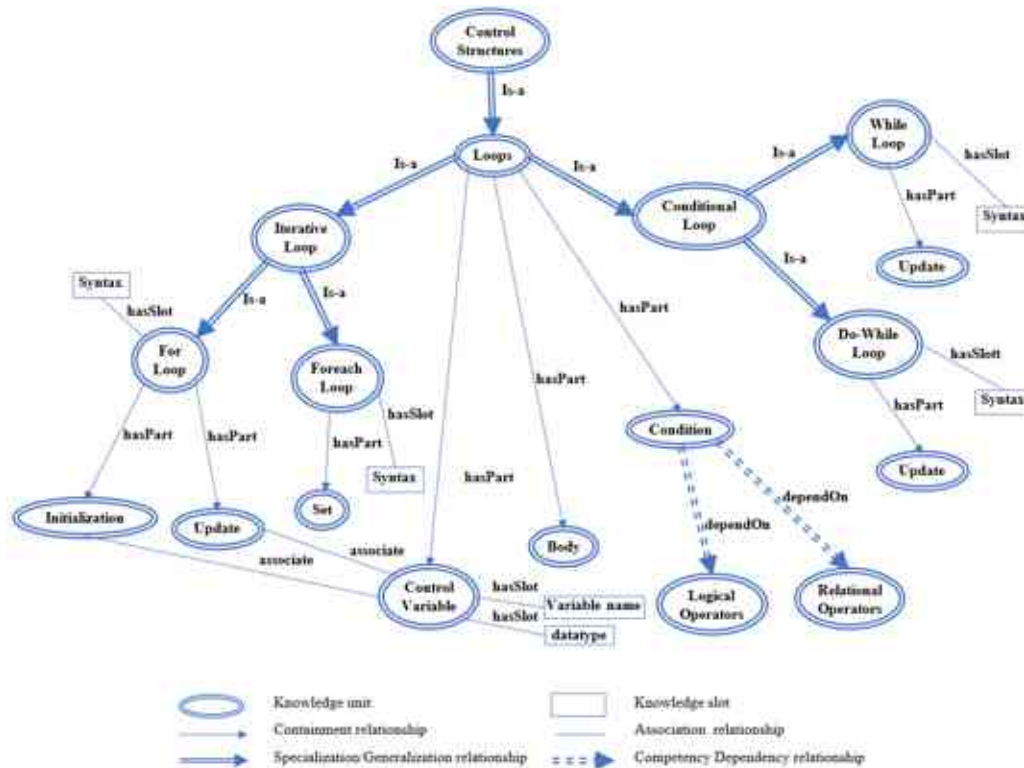 Control
Structures
Is-a
Loops
Is-a
Is-a
Iterative
Loop
Conditional
Loop
Is-a
While
Loop
hasSlot
Syntax
hasPart
Update
Is-a
Do-While
Loop
hasSlott
Syntax
hasPart
Update
Syntax
hasSlot
Is-a
Is-a
For
Loop
Foreach
Loop
hasPart
hasPart
hasPart
hasSlot
Syntax
Initialization
Update
Set
associate
associate
hasPart
hasPart
hasPart
Control
Variable
hasSlot
Variable name
hasSlot
datatype
Body
Condition
dependOn
dependOn
Logical
Operators
Relational
Operators
Knowledge unit
Knowledge slot
Containment relationship
Association relationship
Specialization/Generalization relationship
Competency Dependency relationship